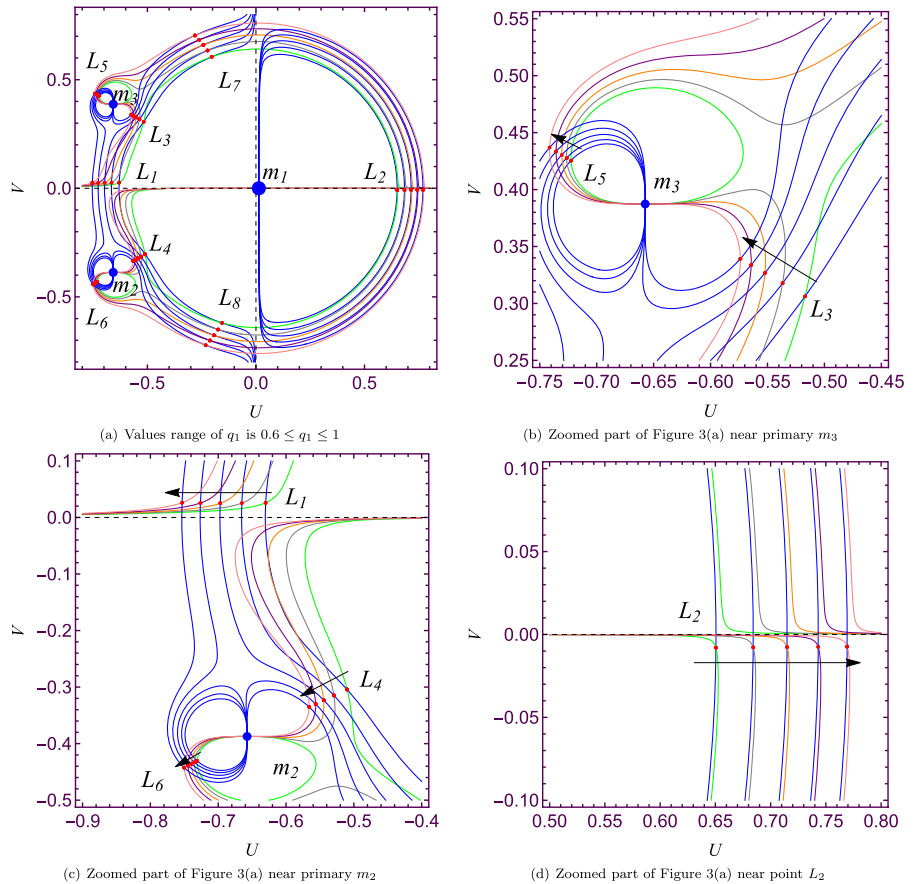 0.5
0.0
−0.5
V
−0.5
0.0
0.5
U
L5
m3
L7
L3
L1
m1
L2
L4
m2
L8
L6
(a) Values range of q1 is 0.6 ≤ q1 ≤ 1
0.55
0.50
0.45
0.40
0.35
0.30
0.25
V
L5
m3
L3
−0.75
−0.70
−0.65
−0.60
−0.55
−0.50
−0.45
U
(b) Zoomed part of Figure 3(a) near primary m3
0.1
0.0
−0.1
−0.2
−0.3
−0.4
−0.5
V
L1
L4
L6
m2
−0.9
−0.8
−0.7
−0.6
−0.5
−0.4
U
(c) Zoomed part of Figure 3(a) near primary m2
0.10
0.05
0.00
−0.05
−0.10
V
L2
0.50
0.55
0.60
0.65
0.70
0.75
0.80
U
(d) Zoomed part of Figure 3(a) near point L2